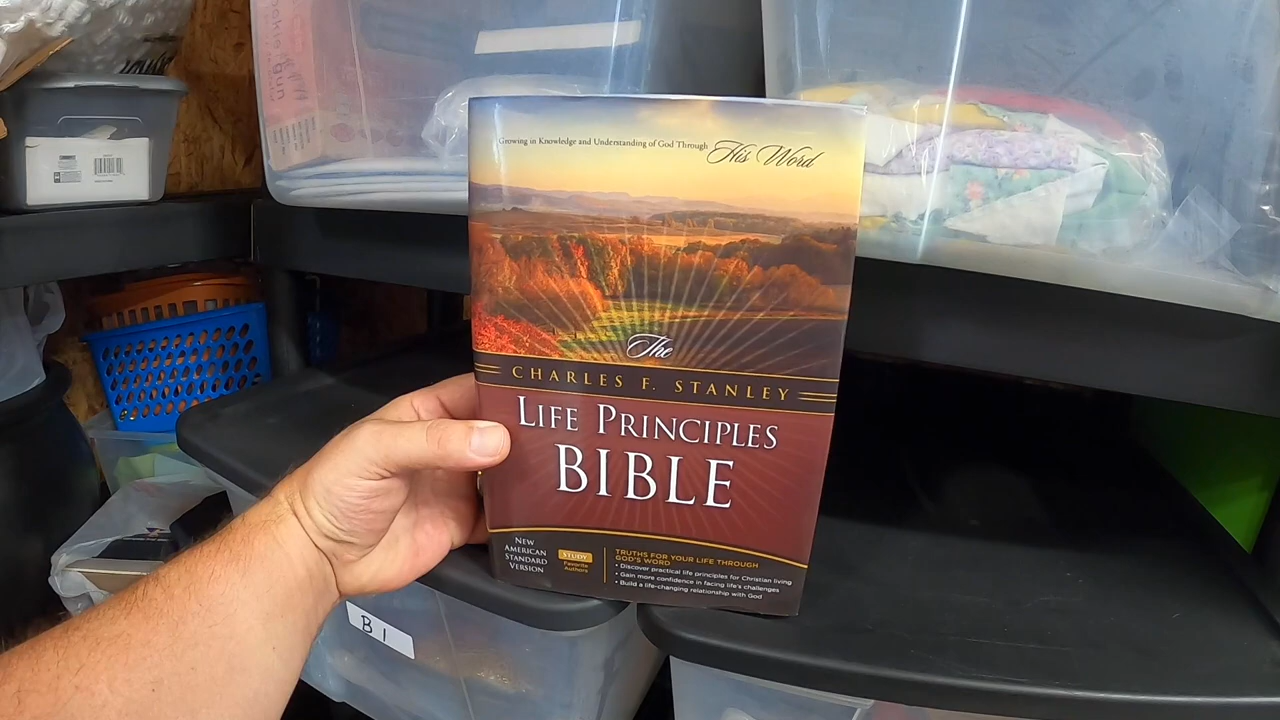 Growing in Knowledge and Understanding of God Through His Word
The
CHARLES F. STANLEY
LIFE PRINCIPLES
BIBLE
NEW
AMERICAN
STANDARD
VERSION
STUDY
Favorite
Authors
TRUTHS FOR YOUR LIFE THROUGH
GOD'S WORD
• Discover practical life principles for Christian living
• Gain more confidence in facing life's challenges
• Build a life-changing relationship with God
B 1